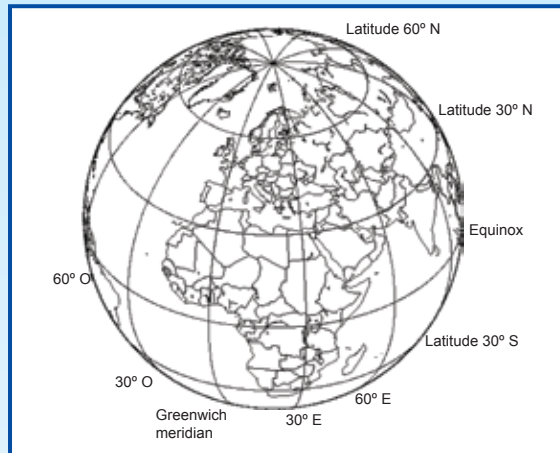 Latitude 60º N
Latitude 30º N
Equinox
60º O
Latitude 30º S
30º O
60º E
Greenwich
meridian
30º E